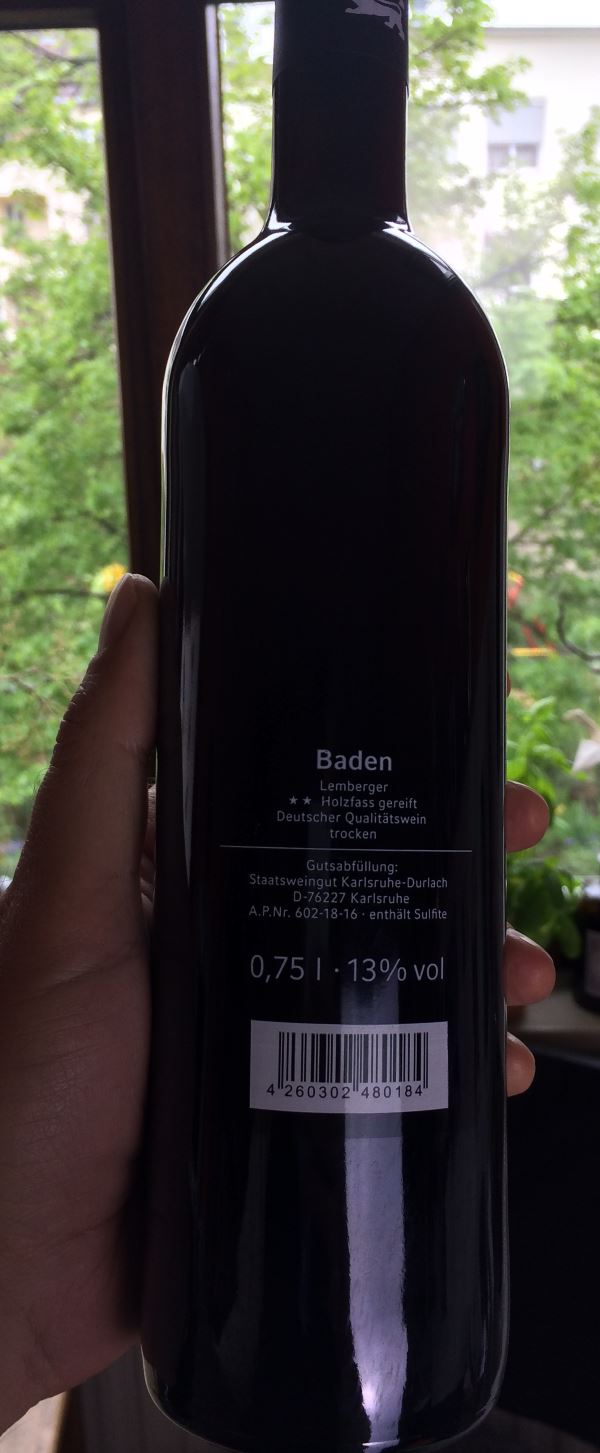 Baden
Lemberger
★★ Holzfass gereift
Deutscher Qualitätswein
trocken
Gutsabfüllung:
Staatsweingut Karlsruhe-Durlach
D-76227 Karlsruhe
A.P.Nr. 602-18-16 · enthält Sulfite
0,75 l · 13% vol
4 260302 480184